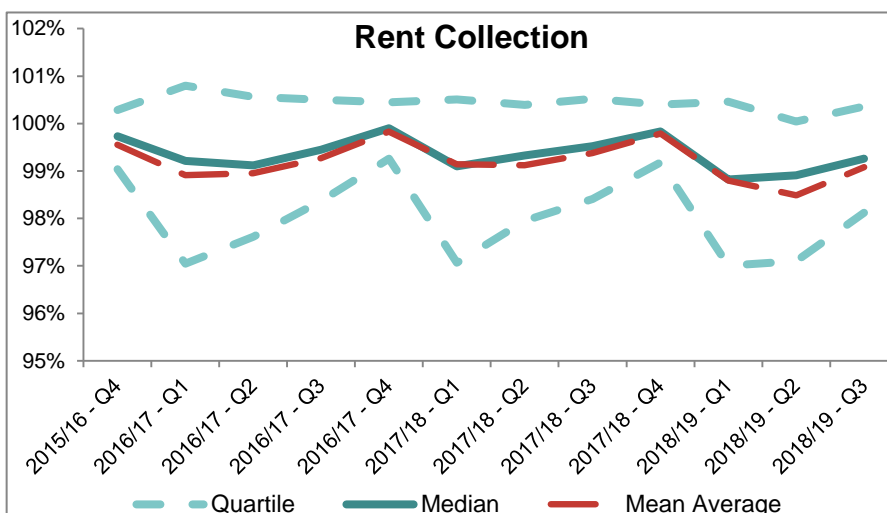 Rent Collection
102%
101%
100%
99%
98%
97%
96%
95%
2015/16 - Q4
2016/17 - Q1
2016/17 - Q2
2016/17 - Q3
2016/17 - Q4
2017/18 - Q1
2017/18 - Q2
2017/18 - Q3
2017/18 - Q4
2018/19 - Q1
2018/19 - Q2
2018/19 - Q3
Quartile Median Mean Average